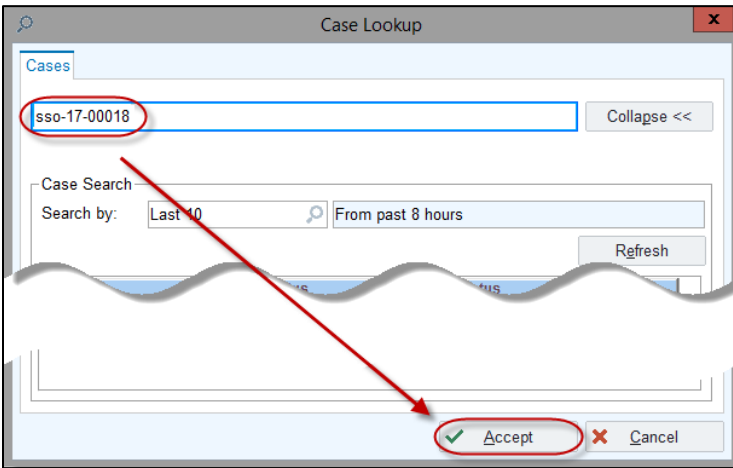 Case Lookup
x
Cases
sso-17-00018
Collapse <<
Case Search
Search by: Last 10 From past 8 hours
Refresh
Accept Cancel